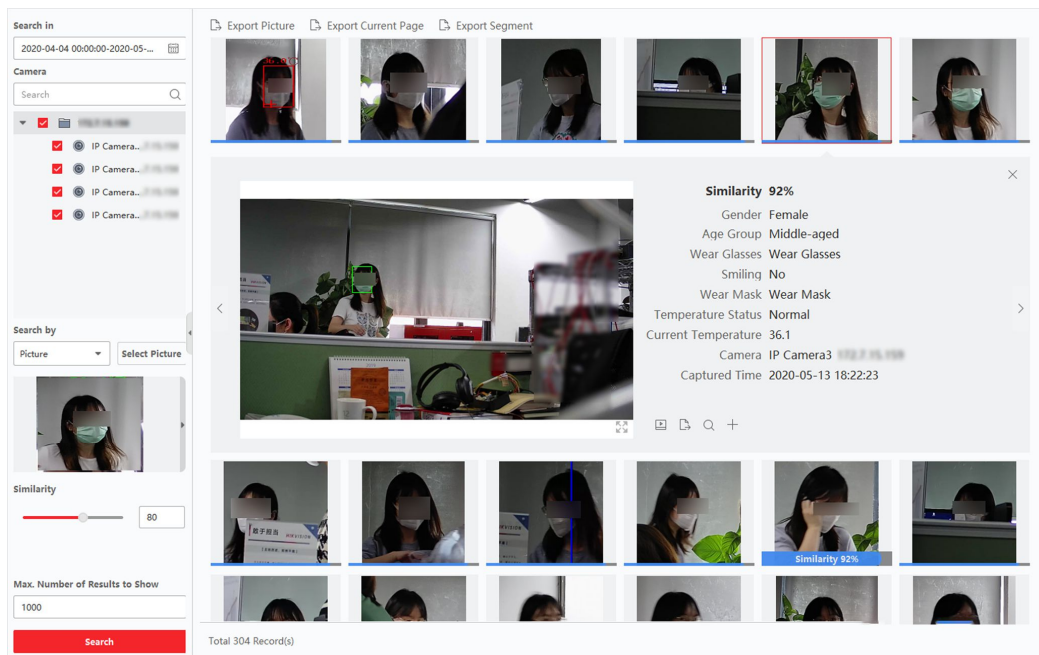 Search in
2020-04-04 00:00:00-2020-05-...
Camera
Search
IP Camera..
IP Camera..
IP Camera..
IP Camera..
Search by
Picture
Select Picture
Similarity
80
Max. Number of Results to Show
1000
Search
Export Picture
Export Current Page
Export Segment
Similarity 92%
Gender Female
Age Group Middle-aged
Wear Glasses Wear Glasses
Smiling No
Wear Mask Wear Mask
Temperature Status Normal
Current Temperature 36.1
Camera IP Camera3
Captured Time 2020-05-13 18:22:23
敢于担当
Similarity 92%
Total 304 Record(s)